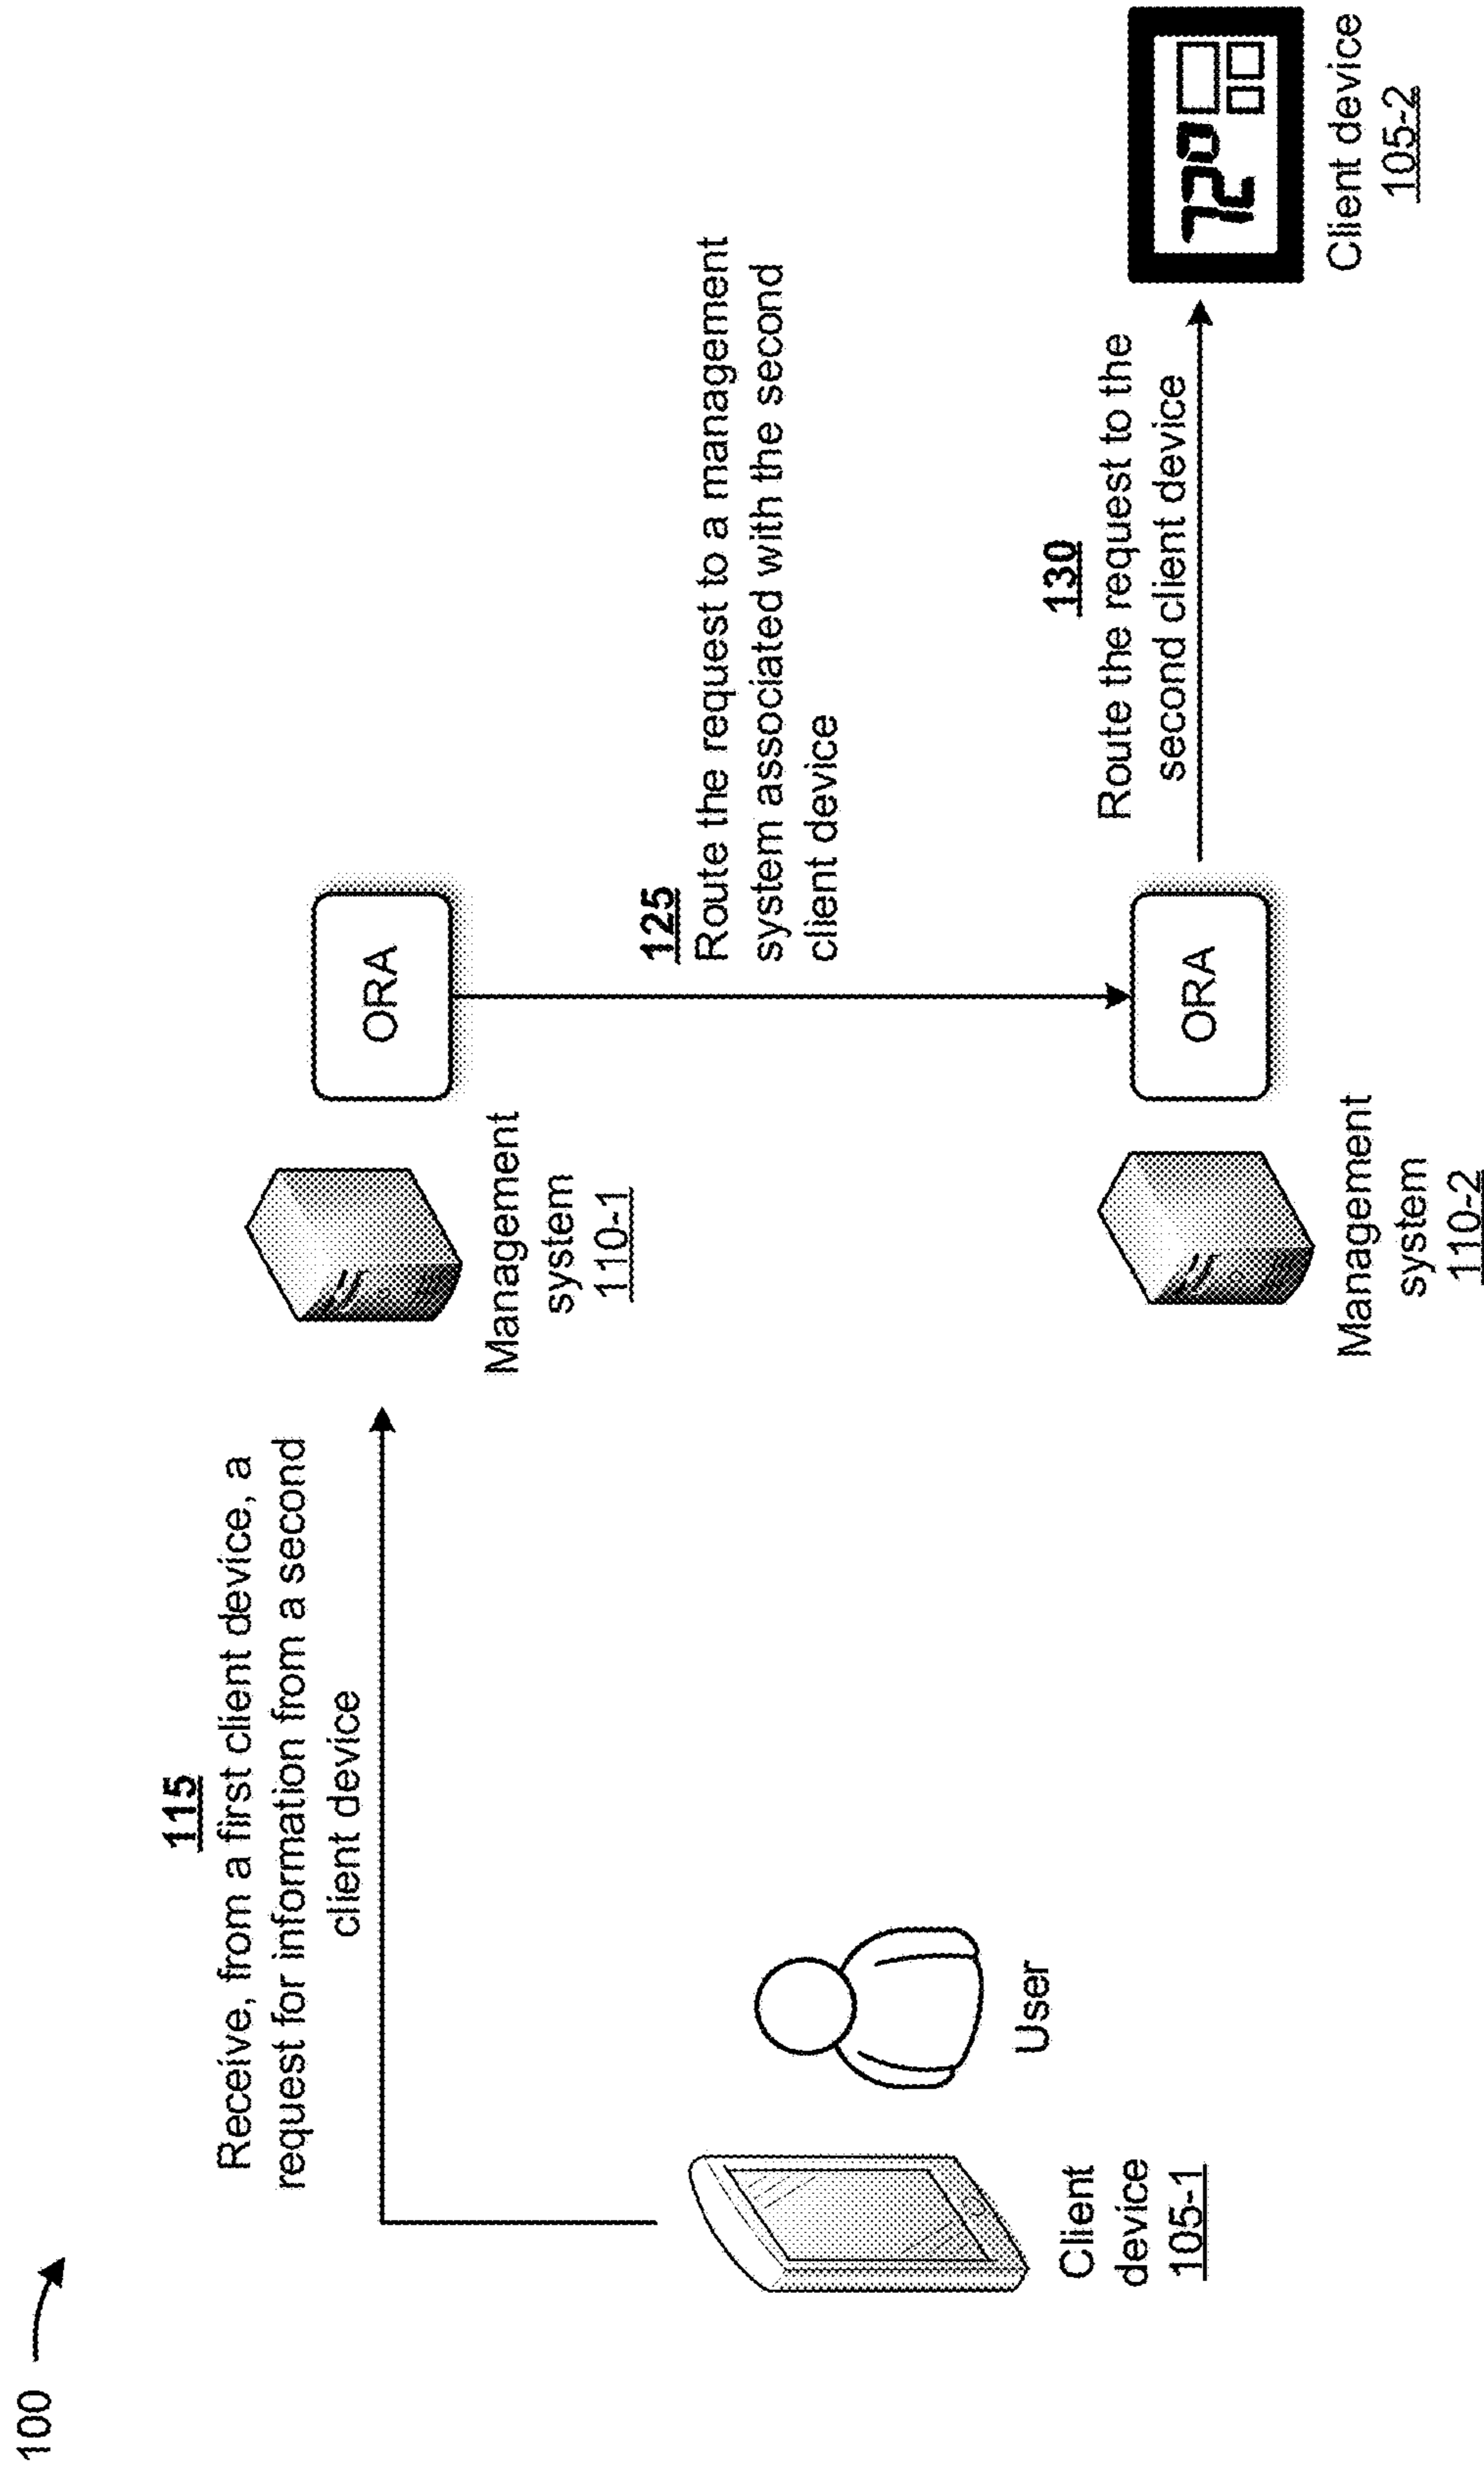 100
115
Receive, from a first client device, a
request for information from a second
client device
ORA
Management
system
110-1
125
Route the request to a management
system associated with the second
client device
User
Client
device
105-1
130
Route the request to the
second client device
ORA
Management
system
110-2
72°
Client device
105-2